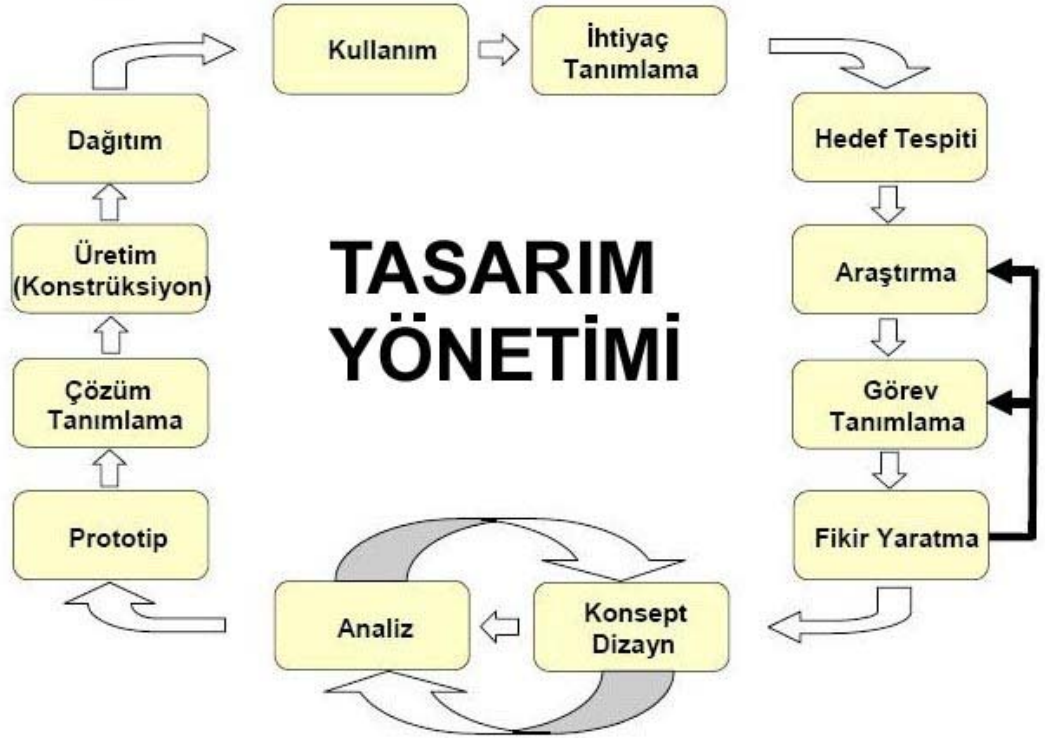 Kullanım
İhtiyaç
Tanımlama
Hedef Tespiti
Araştırma
Görev
Tanımlama
Fikir Yaratma
Konsept
Dizayn
Analiz
Prototip
Çözüm
Tanımlama
Üretim
(Konstrüksiyon)
Dağıtım
TASARIM
YÖNETİMİ